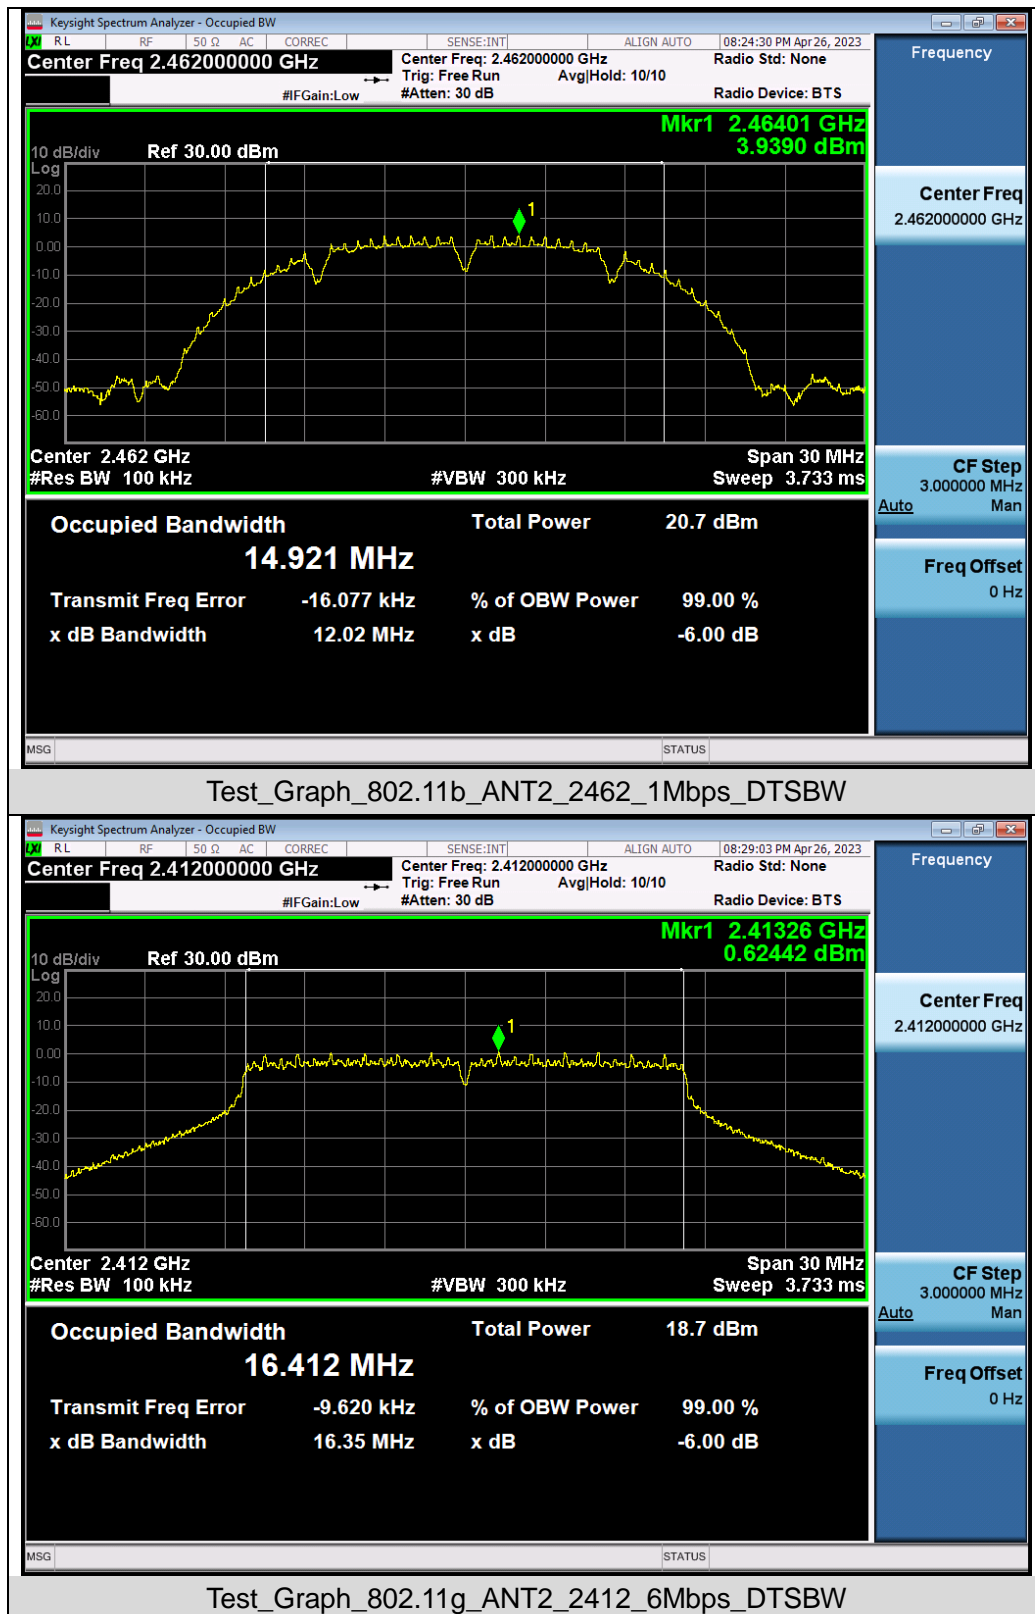 Keysight Spectrum Analyzer - Occupied BW
LXI RL RF 50 Ω AC CORREC SENSE:INT ALIGN AUTO 08:24:30 PM Apr 26, 2023
Center Freq 2.462000000 GHz
Center Freq: 2.462000000 GHz
Radio Std: None
Trig: Free Run Avg|Hold: 10/10
#IFGain:Low #Atten: 30 dB Radio Device: BTS
Frequency
Mkr1 2.46401 GHz
3.9390 dBm
10 dB/div Ref 30.00 dBm
Log
20.0
10.0
0.00
-10.0
-20.0
-30.0
-40.0
-50.0
-60.0
1
Center 2.462 GHz Span 30 MHz
#Res BW 100 kHz #VBW 300 kHz Sweep 3.733 ms
Center Freq
2.462000000 GHz
CF Step
3.000000 MHz
Auto Man
Freq Offset
0 Hz
Occupied Bandwidth Total Power 20.7 dBm
14.921 MHz
Transmit Freq Error -16.077 kHz % of OBW Power 99.00 %
x dB Bandwidth 12.02 MHz x dB -6.00 dB
MSG STATUS
Test_Graph_802.11b_ANT2_2462_1Mbps_DTSBW
Keysight Spectrum Analyzer - Occupied BW
LXI RL RF 50 Ω AC CORREC SENSE:INT ALIGN AUTO 08:29:03 PM Apr 26, 2023
Center Freq 2.412000000 GHz
Center Freq: 2.412000000 GHz
Radio Std: None
Trig: Free Run Avg|Hold: 10/10
#IFGain:Low #Atten: 30 dB Radio Device: BTS
Frequency
Mkr1 2.41326 GHz
0.62442 dBm
10 dB/div Ref 30.00 dBm
Log
20.0
10.0
0.00
-10.0
-20.0
-30.0
-40.0
-50.0
-60.0
1
Center 2.412 GHz Span 30 MHz
#Res BW 100 kHz #VBW 300 kHz Sweep 3.733 ms
Center Freq
2.412000000 GHz
CF Step
3.000000 MHz
Auto Man
Freq Offset
0 Hz
Occupied Bandwidth Total Power 18.7 dBm
16.412 MHz
Transmit Freq Error -9.620 kHz % of OBW Power 99.00 %
x dB Bandwidth 16.35 MHz x dB -6.00 dB
MSG STATUS
Test_Graph_802.11g_ANT2_2412_6Mbps_DTSBW